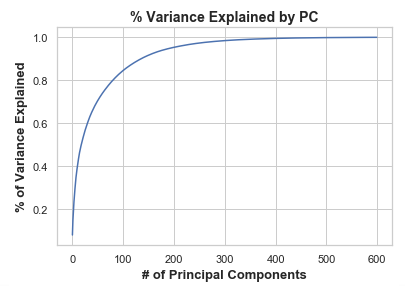 % Variance Explained by PC
% of Variance Explained
1.0
0.8
0.6
0.4
0.2
0 100 200 300 400 500 600
# of Principal Components